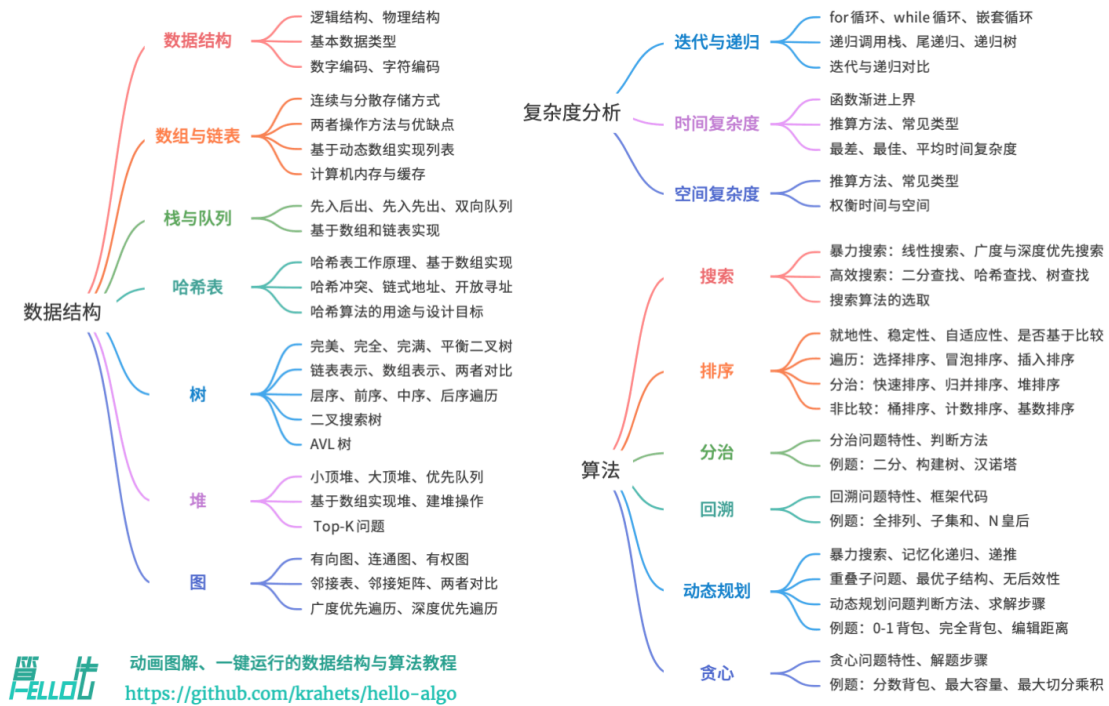 数据结构
数据结构
逻辑结构、物理结构
基本数据类型
数字编码、字符编码
数组与链表
连续与分散存储方式
两者操作方法与优缺点
基于动态数组实现列表
计算机内存与缓存
栈与队列
先入后出、先入先出、双向队列
基于数组和链表实现
哈希表
哈希表工作原理、基于数组实现
哈希冲突、链式地址、开放寻址
哈希算法的用途与设计目标
树
完美、完全、完满、平衡二叉树
链表表示、数组表示、两者对比
层序、前序、中序、后序遍历
二叉搜索树
AVL 树
堆
小顶堆、大顶堆、优先队列
基于数组实现堆、建堆操作
Top-K 问题
图
有向图、连通图、有权图
邻接表、邻接矩阵、两者对比
广度优先遍历、深度优先遍历
复杂度分析
迭代与递归
for 循环、while 循环、嵌套循环
递归调用栈、尾递归、递归树
迭代与递归对比
时间复杂度
函数渐进上界
推算方法、常见类型
最差、最佳、平均时间复杂度
空间复杂度
推算方法、常见类型
权衡时间与空间
算法
搜索
暴力搜索：线性搜索、广度与深度优先搜索
高效搜索：二分查找、哈希查找、树查找
搜索算法的选取
排序
就地性、稳定性、自适应性、是否基于比较
遍历：选择排序、冒泡排序、插入排序
分治：快速排序、归并排序、堆排序
非比较：桶排序、计数排序、基数排序
分治
分治问题特性、判断方法
例题：二分、构建树、汉诺塔
回溯
回溯问题特性、框架代码
例题：全排列、子集和、N 皇后
动态规划
暴力搜索、记忆化递归、递推
重叠子问题、最优子结构、无后效性
动态规划问题判断方法、求解步骤
例题：0-1 背包、完全背包、编辑距离
贪心
贪心问题特性、解题步骤
例题：分数背包、最大容量、最大切分乘积
HELLO 算法
动画图解、一键运行的数据结构与算法教程
https://github.com/krahets/hello-algo